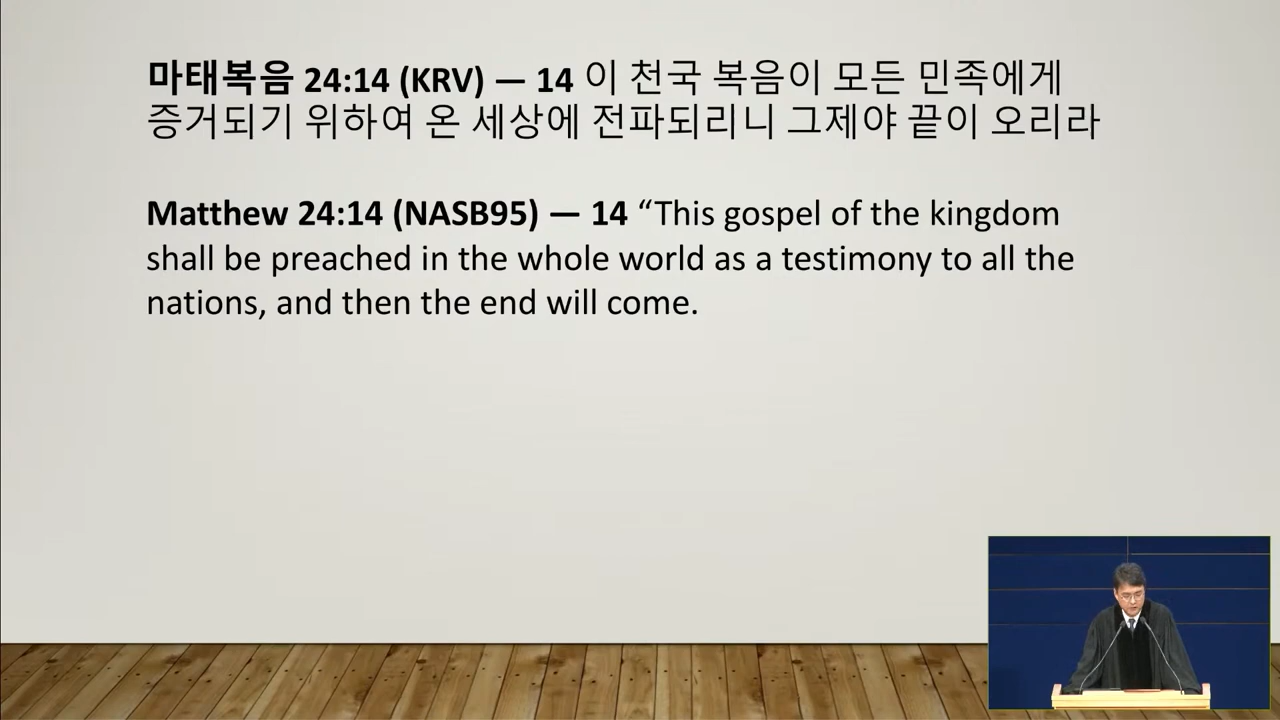 마태복음 24:14 (KRV) — 14 이 천국 복음이 모든 민족에게
증거되기 위하여 온 세상에 전파되리니 그제야 끝이 오리라
Matthew 24:14 (NASB95) — 14 “This gospel of the kingdom
shall be preached in the whole world as a testimony to all the
nations, and then the end will come.